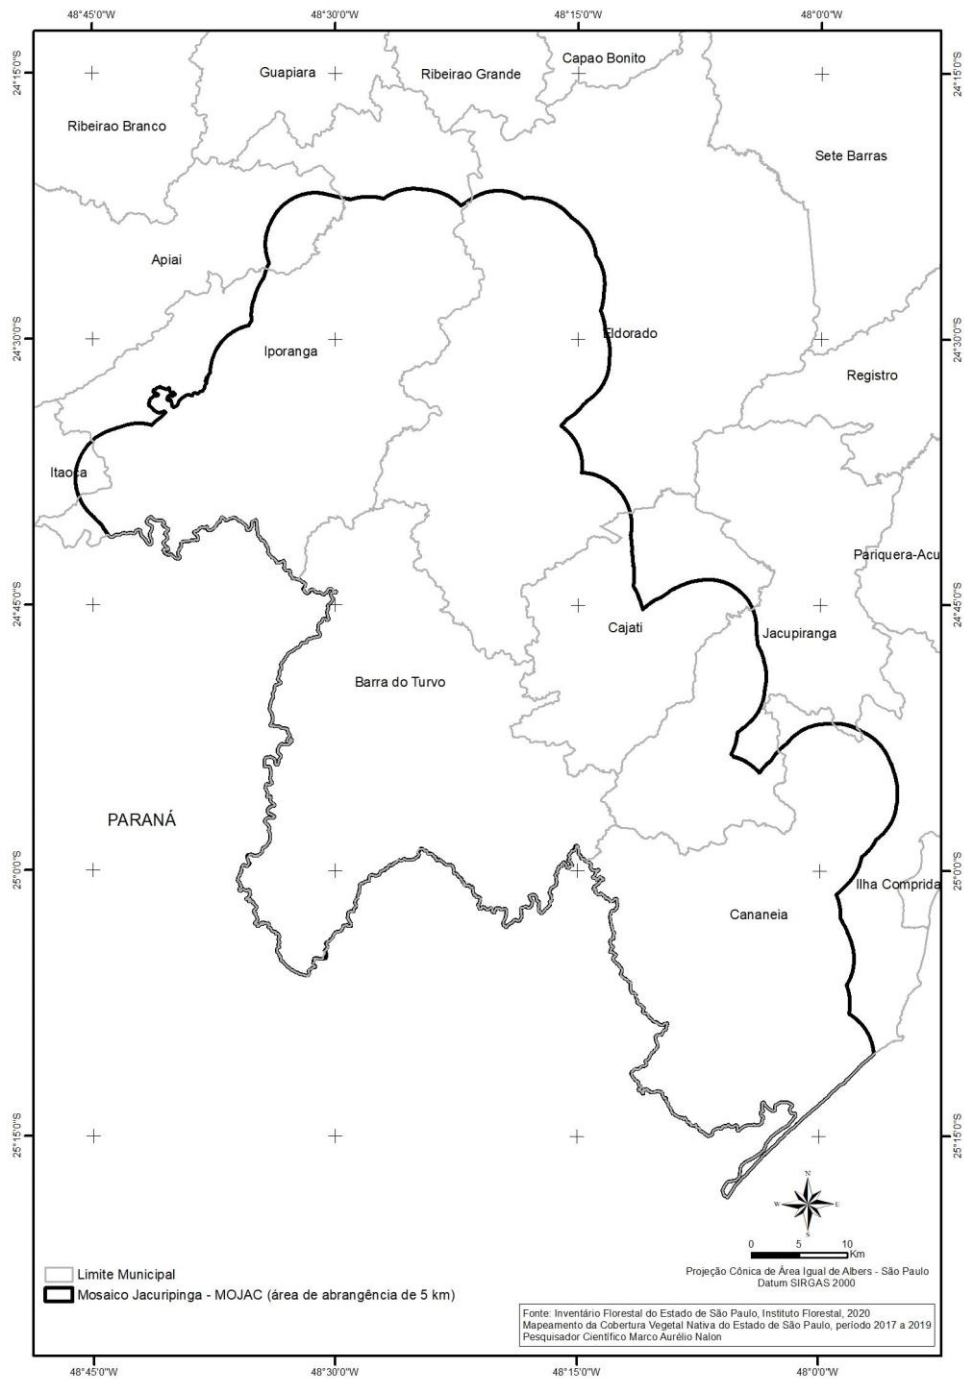 48°45'0"W 48°30'0"W 48°15'0"W 48°0'0"W
24°15'0"S
24°15'0"S
Guapiara
Ribeirao Grande
Capao Bonito
Ribeirao Branco
Sete Barras
Apiai
24°30'0"S
24°30'0"S
Iporanga
Eldorado
Registro
Itaoca
Pariquera-Acu
24°45'0"S
24°45'0"S
Cajati
Jacupiranga
Barra do Turvo
PARANÁ
25°0'0"S
25°0'0"S
Ilha Comprida
Cananeia
25°15'0"S
25°15'0"S
N
W
E
S
0 5 10
Km
Projeção Cônica de Área Igual de Albers - São Paulo
Datum SIRGAS 2000
Limite Municipal
Mosaico Jacuripinga - MOJAC (área de abrangência de 5 km)
Fonte: Inventário Florestal do Estado de São Paulo, Instituto Florestal, 2020
Mapeamento da Cobertura Vegetal Nativa do Estado de São Paulo, período 2017 a 2019
Pesquisador Científico Marco Aurélio Nalon
48°45'0"W 48°30'0"W 48°15'0"W 48°0'0"W